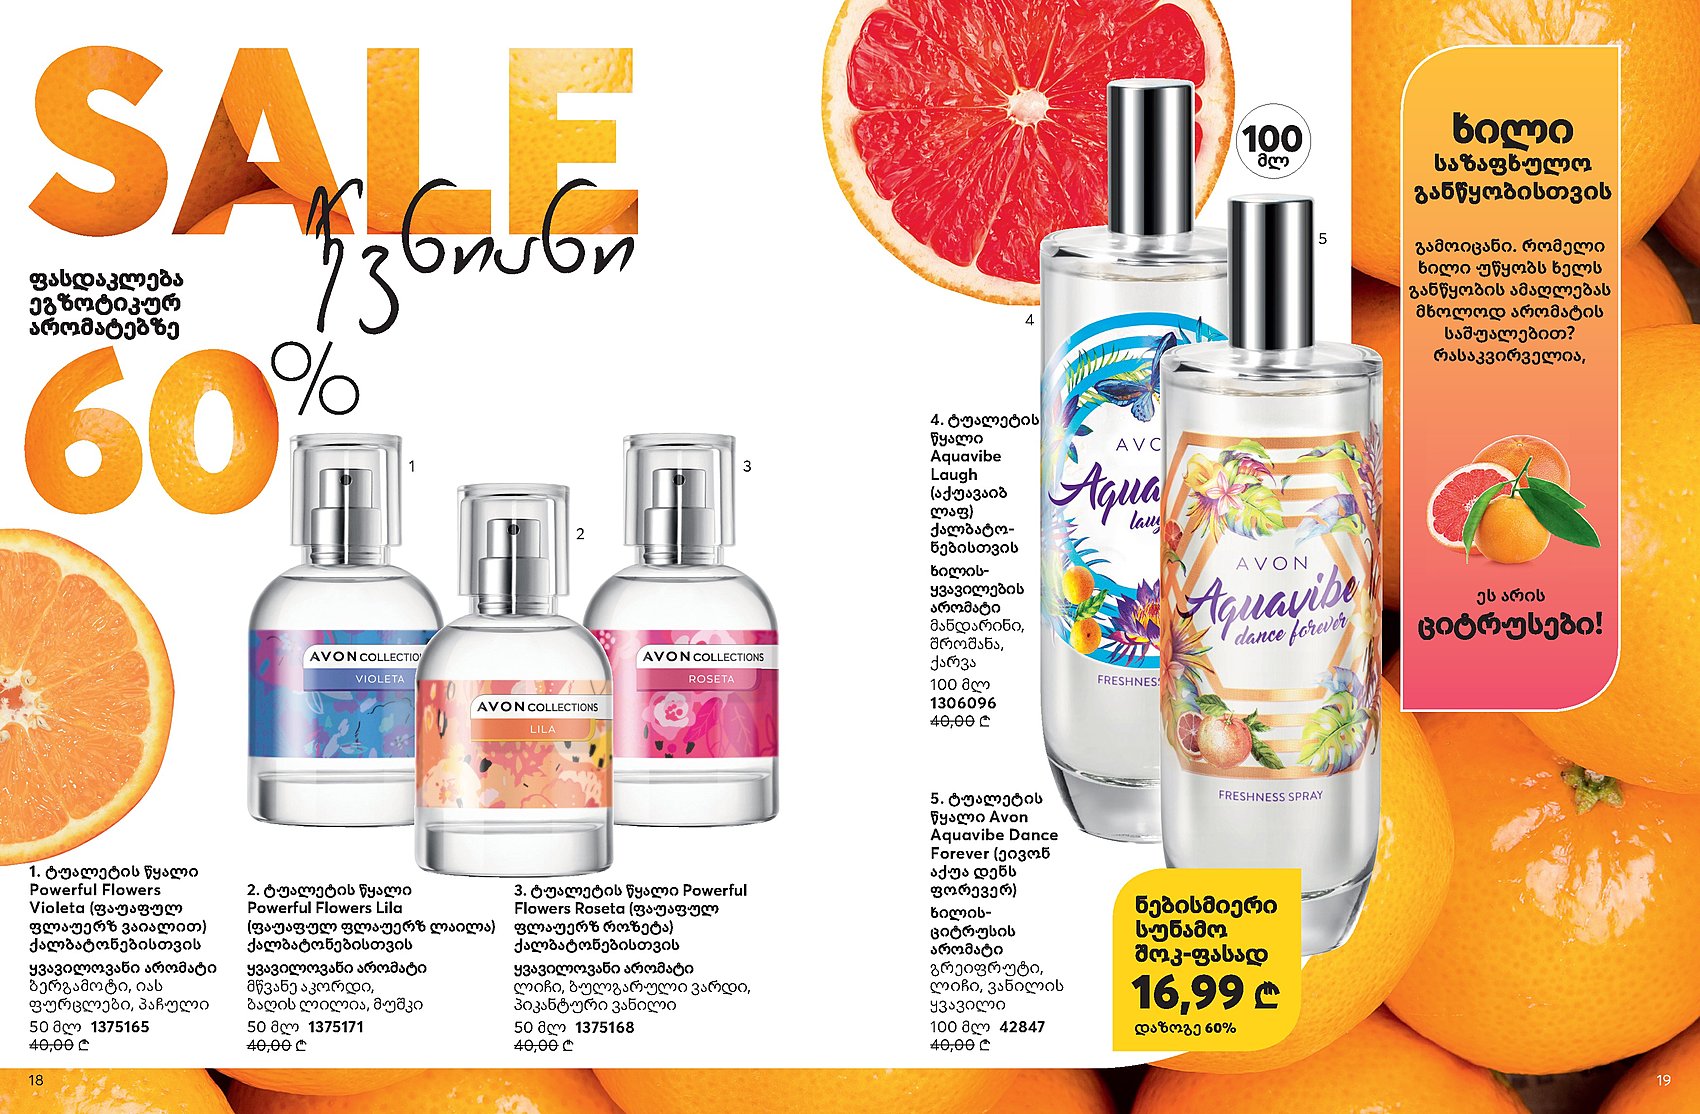 SALE
წვნიანი
ფასდაკლება
ეგზოტიკურ
არომატებზე
60%
1
2
3
AVON COLLECTIONS
VIOLETA
AVON COLLECTIONS
LILA
AVON COLLECTIONS
ROSETA
1. ტუალეტის წყალი
Powerful Flowers
Violeta (ფაუაფულ
ფლაუერზ ვაიალით)
ქალბატონებისთვის
ყვავილოვანი არომატი
ბერგამოტი, იას
ფურცლები, პაჩული
50 მლ 1375165
40,00 ₾
2. ტუალეტის წყალი
Powerful Flowers Lila
(ფაუაფულ ფლაუერზ ლაილა)
ქალბატონებისთვის
ყვავილოვანი არომატი
მწვანე აკორდი,
ბაღის ლილია, მუშკი
50 მლ 1375171
40,00 ₾
3. ტუალეტის წყალი Powerful
Flowers Roseta (ფაუაფულ
ფლაუერზ როზეტა)
ქალბატონებისთვის
ყვავილოვანი არომატი
ლიჩი, ბულგარული ვარდი,
პიკანტური ვანილი
50 მლ 1375168
40,00 ₾
18
100
მლ
4
5
4. ტუალეტის
წყალი
Aquavibe
Laugh
(აქუავაიბ
ლაფ)
ქალბატო-
ნებისთვის
ხილის-
ყვავილების
არომატი
მანდარინი,
შროშანა,
ქარვა
100 მლ
1306096
40,00 ₾
AVO
Aqua
laug
FRESHNES
AVON
Aquavibe
dance forever
FRESHNESS SPRAY
5. ტუალეტის
წყალი Avon
Aquavibe Dance
Forever (ეივონ
აქუა დენს
ფორევერ)
ხილის-
ციტრუსის
არომატი
გრეიფრუტი,
ლიჩი, ვანილის
ყვავილი
100 მლ 42847
40,00 ₾
ნებისმიერი
სუნამო
შოკ-ფასად
16,99 ₾
დაზოგე 60%
ხილი
საზაფხულო
განწყობისთვის
გამოიცანი. რომელი
ხილი უწყობს ხელს
განწყობის ამაღლებას
მხოლოდ არომატის
საშუალებით?
რასაკვირველია,
ეს არის
ციტრუსები!
19